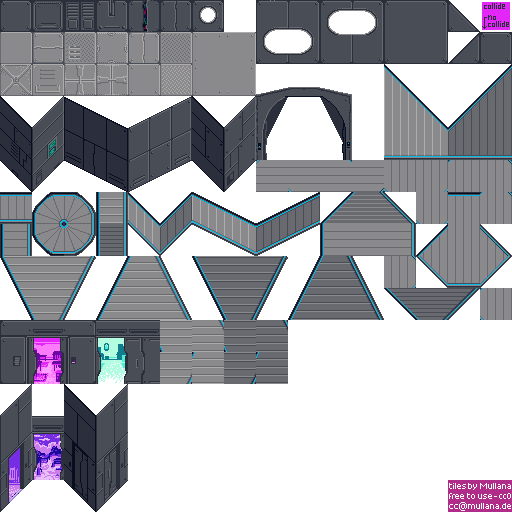 collide
no
collide
tiles by Mullana
free to use - cc0
cc@mullana.de